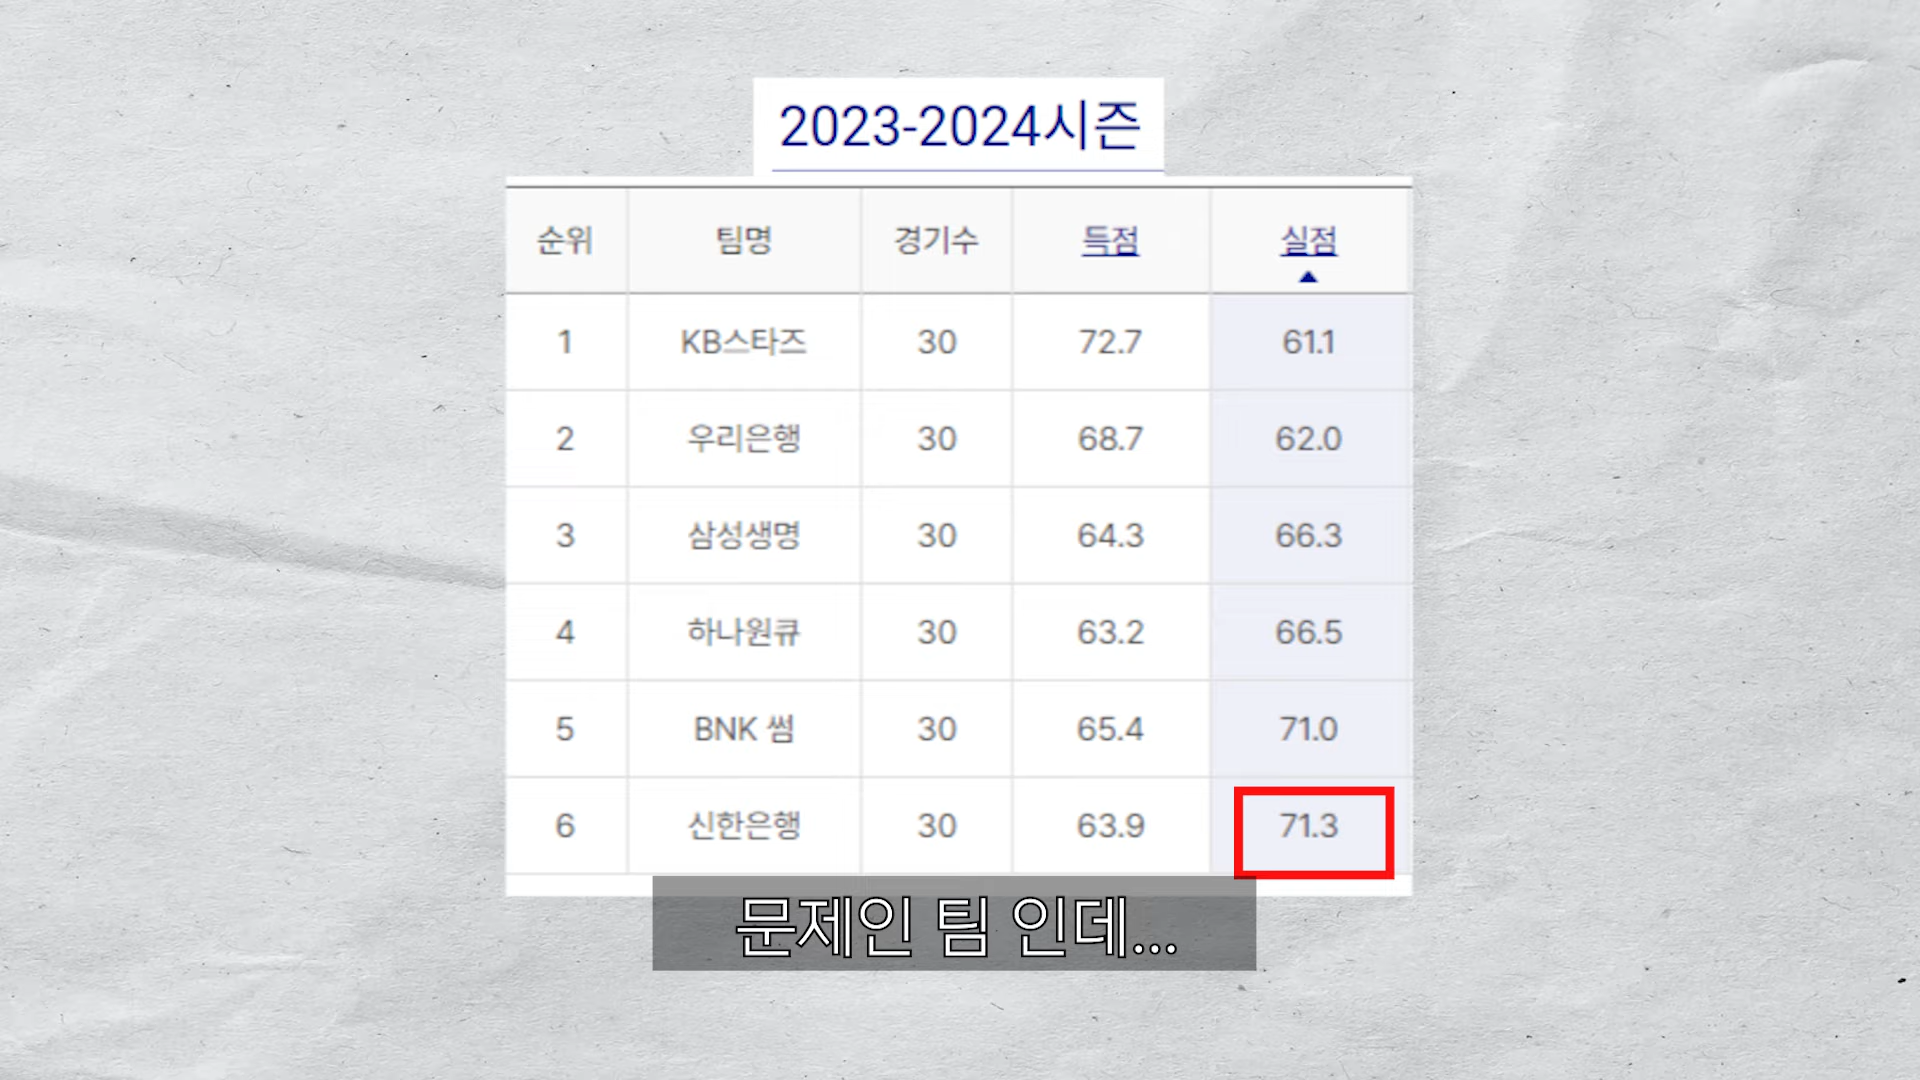 2023-2024시즌
순위 팀명 경기수 득점 실점
▲
1 KB스타즈 30 72.7 61.1
2 우리은행 30 68.7 62.0
3 삼성생명 30 64.3 66.3
4 하나원큐 30 63.2 66.5
5 BNK 썸 30 65.4 71.0
6 신한은행 30 63.9 71.3
문제인 팀 인데...